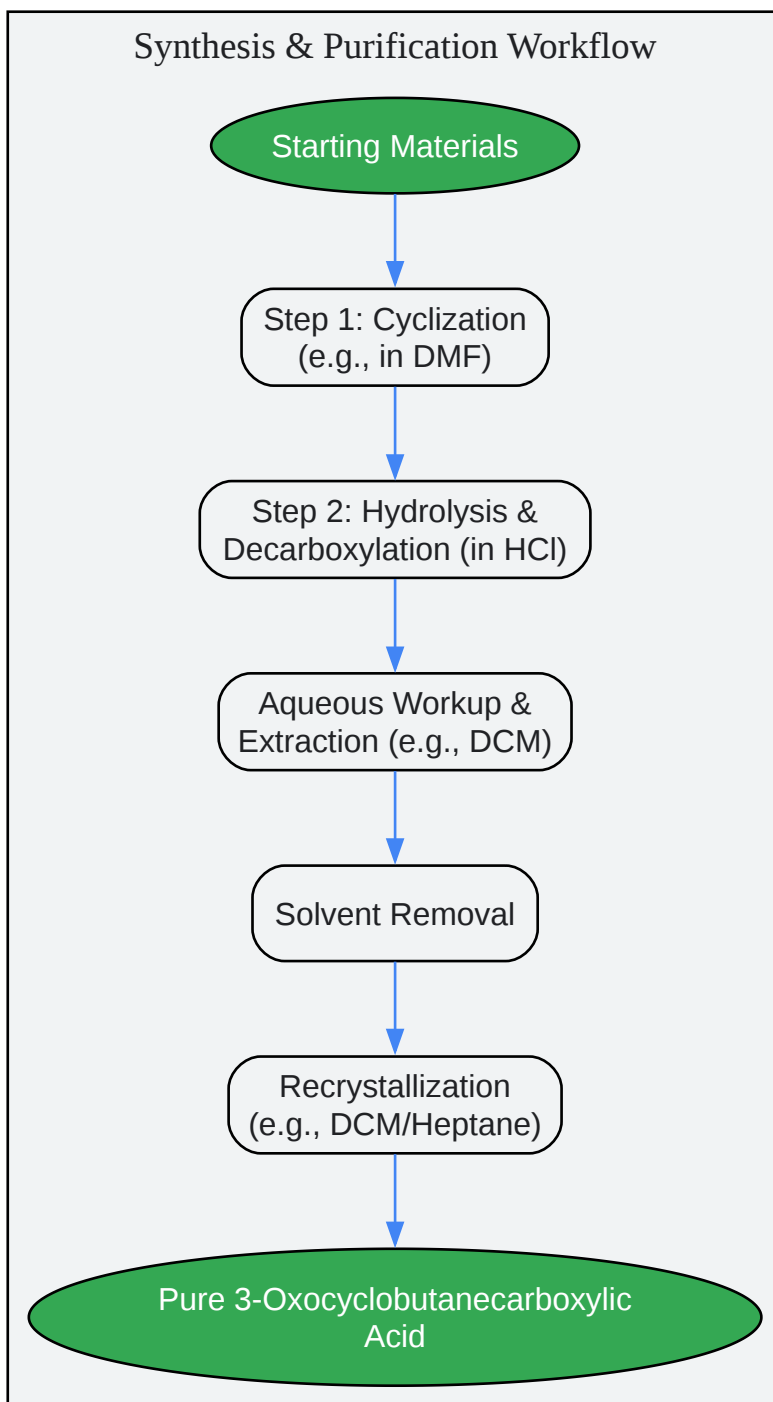 Synthesis & Purification Workflow
Starting Materials
Step 1: Cyclization
(e.g., in DMF)
Step 2: Hydrolysis &
Decarboxylation (in HCl)
Aqueous Workup &
Extraction (e.g., DCM)
Solvent Removal
Recrystallization
(e.g., DCM/Heptane)
Pure 3-Oxocyclobutanecarboxylic
Acid